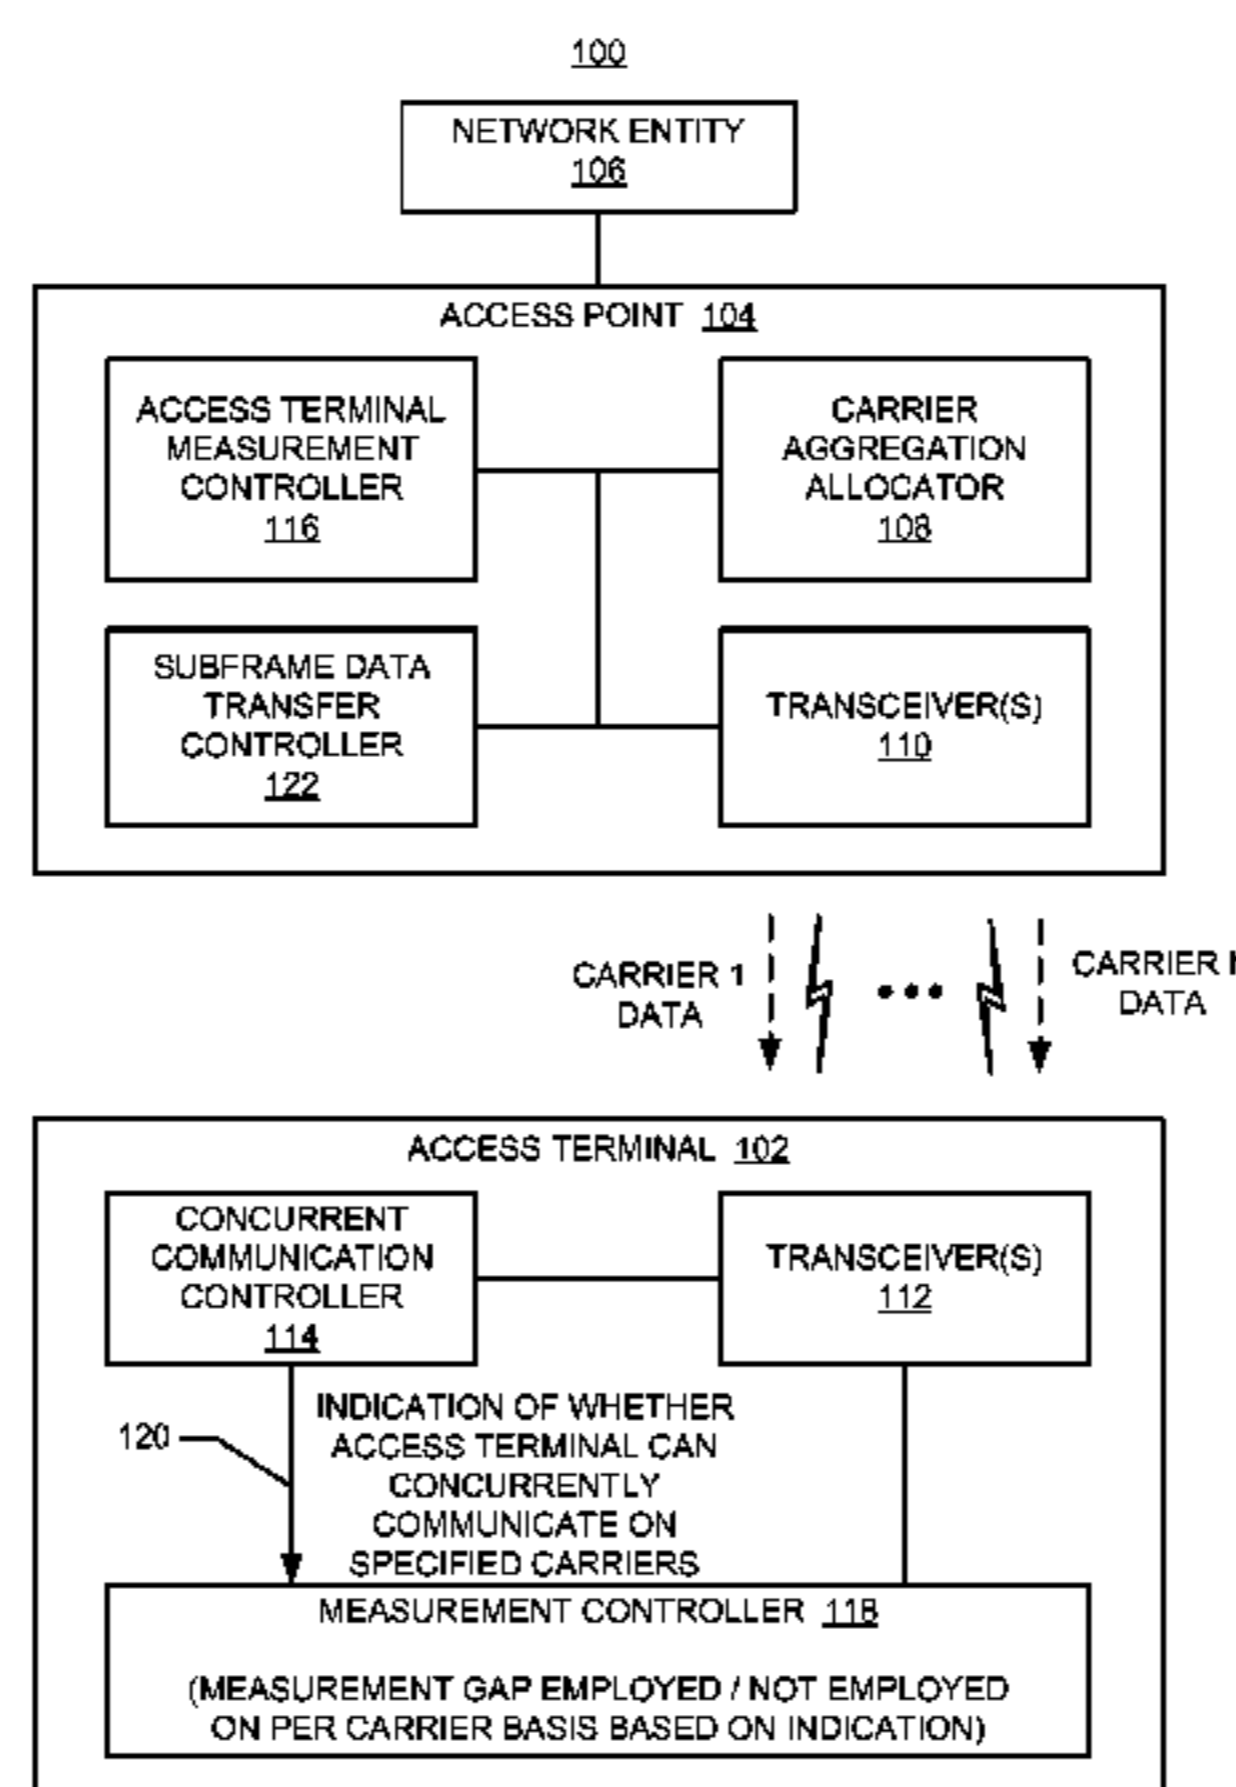 100
NETWORK ENTITY
106
ACCESS POINT 104
ACCESS TERMINAL
MEASUREMENT
CONTROLLER
116
CARRIER
AGGREGATION
ALLOCATOR
108
SUBFRAME DATA
TRANSFER
CONTROLLER
122
TRANSCEIVER(S)
110
CARRIER 1
DATA
CARRIER
DATA
ACCESS TERMINAL 102
CONCURRENT
COMMUNICATION
CONTROLLER
114
TRANSCEIVER(S)
112
120
INDICATION OF WHETHER
ACCESS TERMINAL CAN
CONCURRENTLY
COMMUNICATE ON
SPECIFIED CARRIERS
MEASUREMENT CONTROLLER 118
(MEASUREMENT GAP EMPLOYED / NOT EMPLOYED
ON PER CARRIER BASIS BASED ON INDICATION)